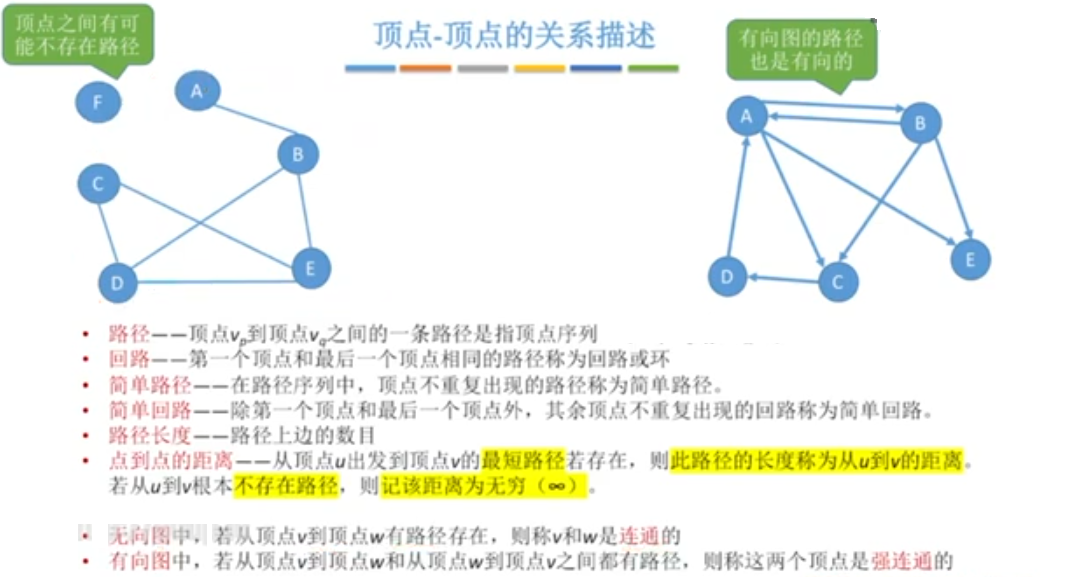 顶点之间有可
能不存在路径
顶点-顶点的关系描述
有向图的路径
也是有向的
F
A
B
C
D
E
A
B
D
C
E
• 路径——顶点vp到顶点vq之间的一条路径是指顶点序列
• 回路——第一个顶点和最后一个顶点相同的路径称为回路或环
• 简单路径——在路径序列中，顶点不重复出现的路径称为简单路径。
• 简单回路——除第一个顶点和最后一个顶点外，其余顶点不重复出现的回路称为简单回路。
• 路径长度——路径上边的数目
• 点到点的距离——从顶点u出发到顶点v的最短路径若存在，则此路径的长度称为从u到v的距离。
若从u到v根本不存在路径，则记该距离为无穷（∞）。
• 无向图中，若从顶点v到顶点w有路径存在，则称v和w是连通的
• 有向图中，若从顶点v到顶点w和从顶点w到顶点v之间都有路径，则称这两个顶点是强连通的